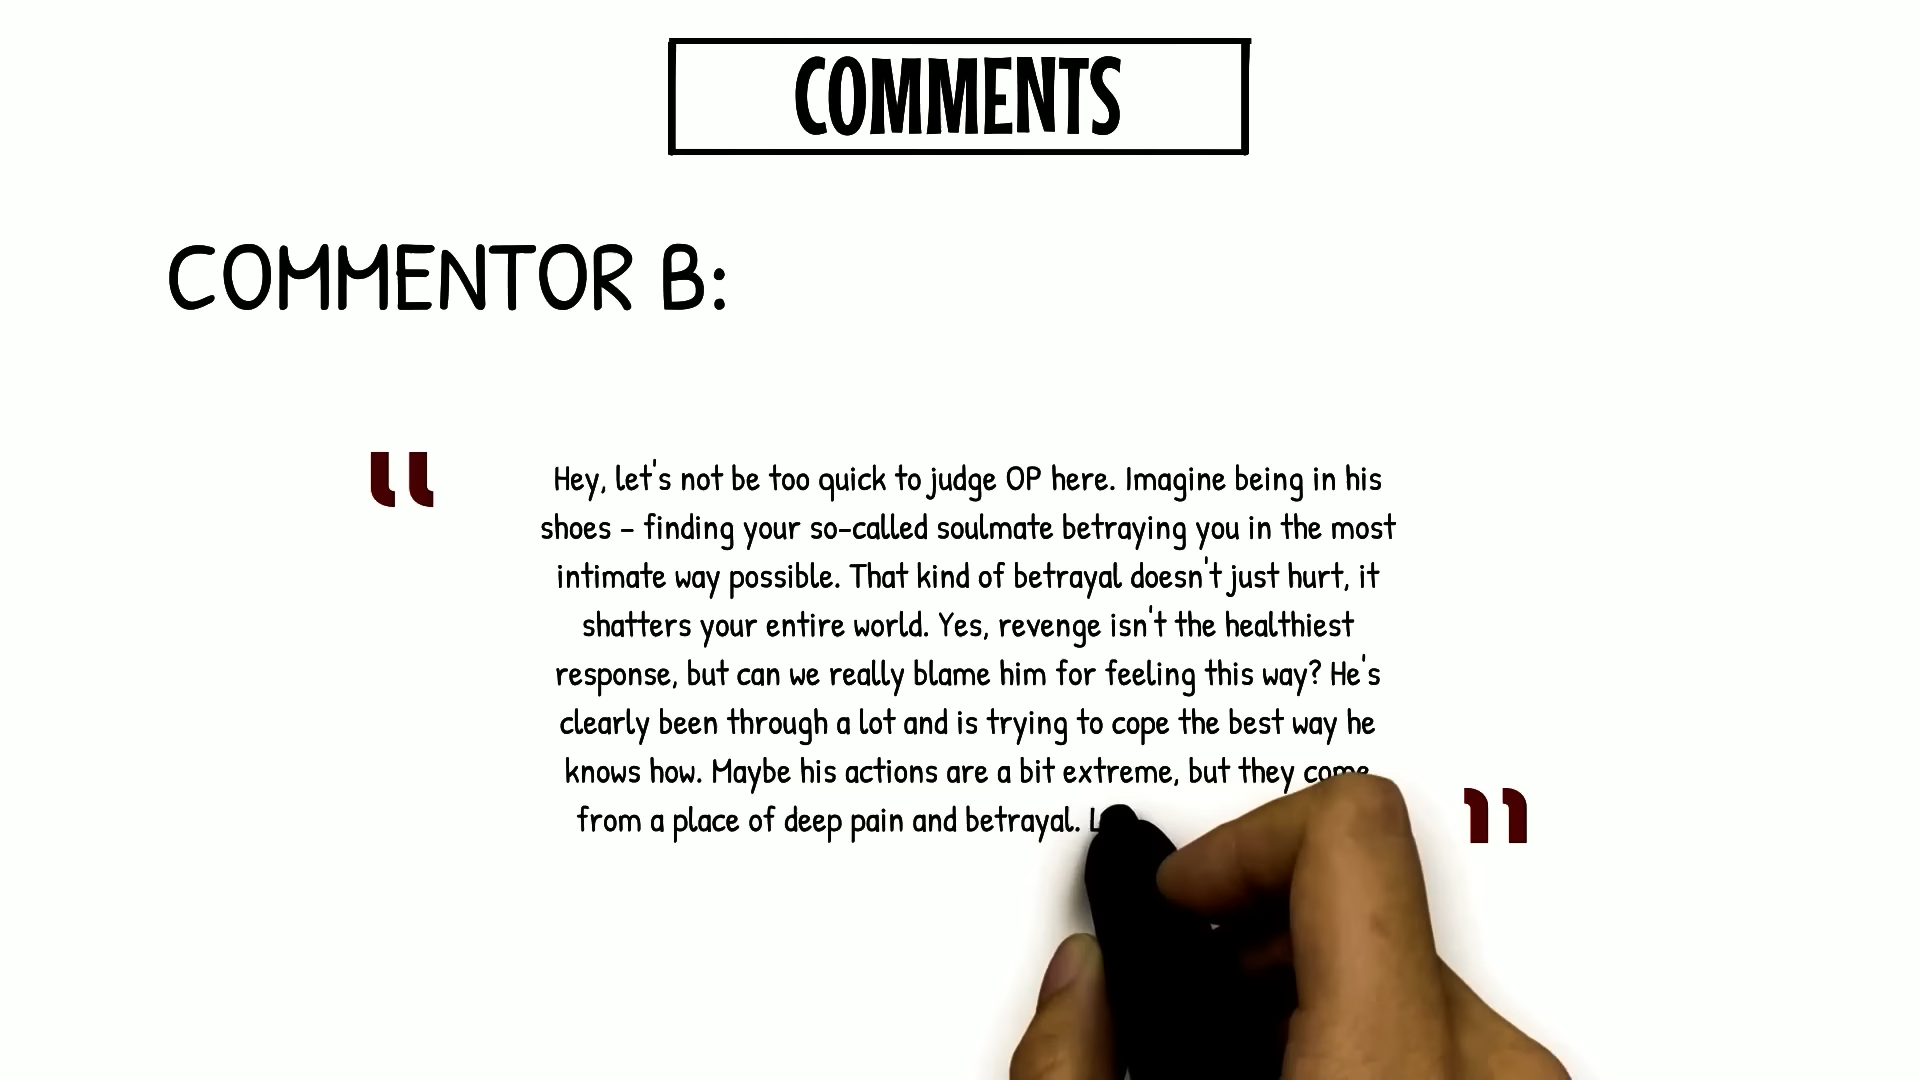 COMMENTS
COMMENTOR B:
“
Hey, let's not be too quick to judge OP here. Imagine being in his
shoes – finding your so-called soulmate betraying you in the most
intimate way possible. That kind of betrayal doesn't just hurt, it
shatters your entire world. Yes, revenge isn't the healthiest
response, but can we really blame him for feeling this way? He's
clearly been through a lot and is trying to cope the best way he
knows how. Maybe his actions are a bit extreme, but they come
from a place of deep pain and betrayal.
”